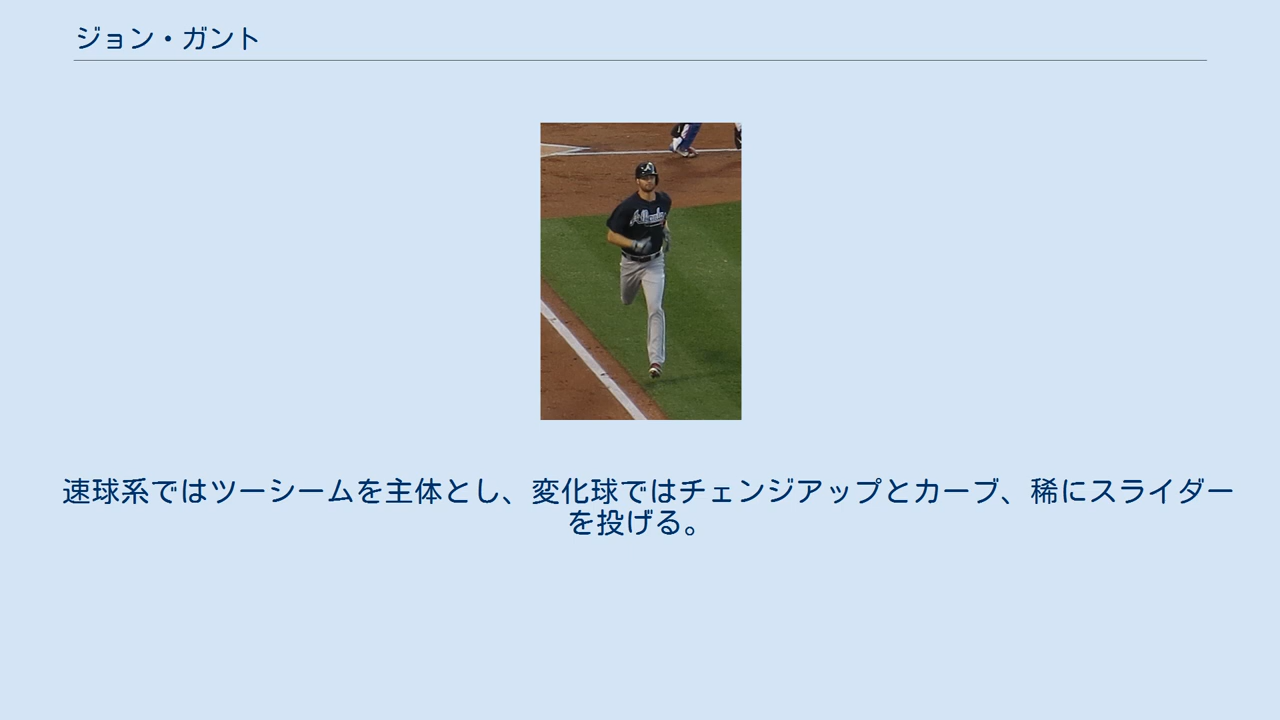 ジョン・ガント
速球系ではツーシームを主体とし、変化球ではチェンジアップとカーブ、稀にスライダー
を投げる。